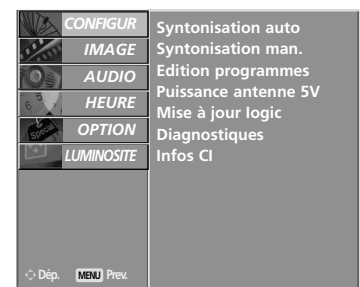 CONFIGUR
IMAGE
AUDIO
HEURE
Special
OPTION
LUMINOSITE
Syntonisation auto
Syntonisation man.
Edition programmes
Puissance antenne 5V
Mise à jour logic
Diagnostiques
Infos CI
Dép. MENU Prev.